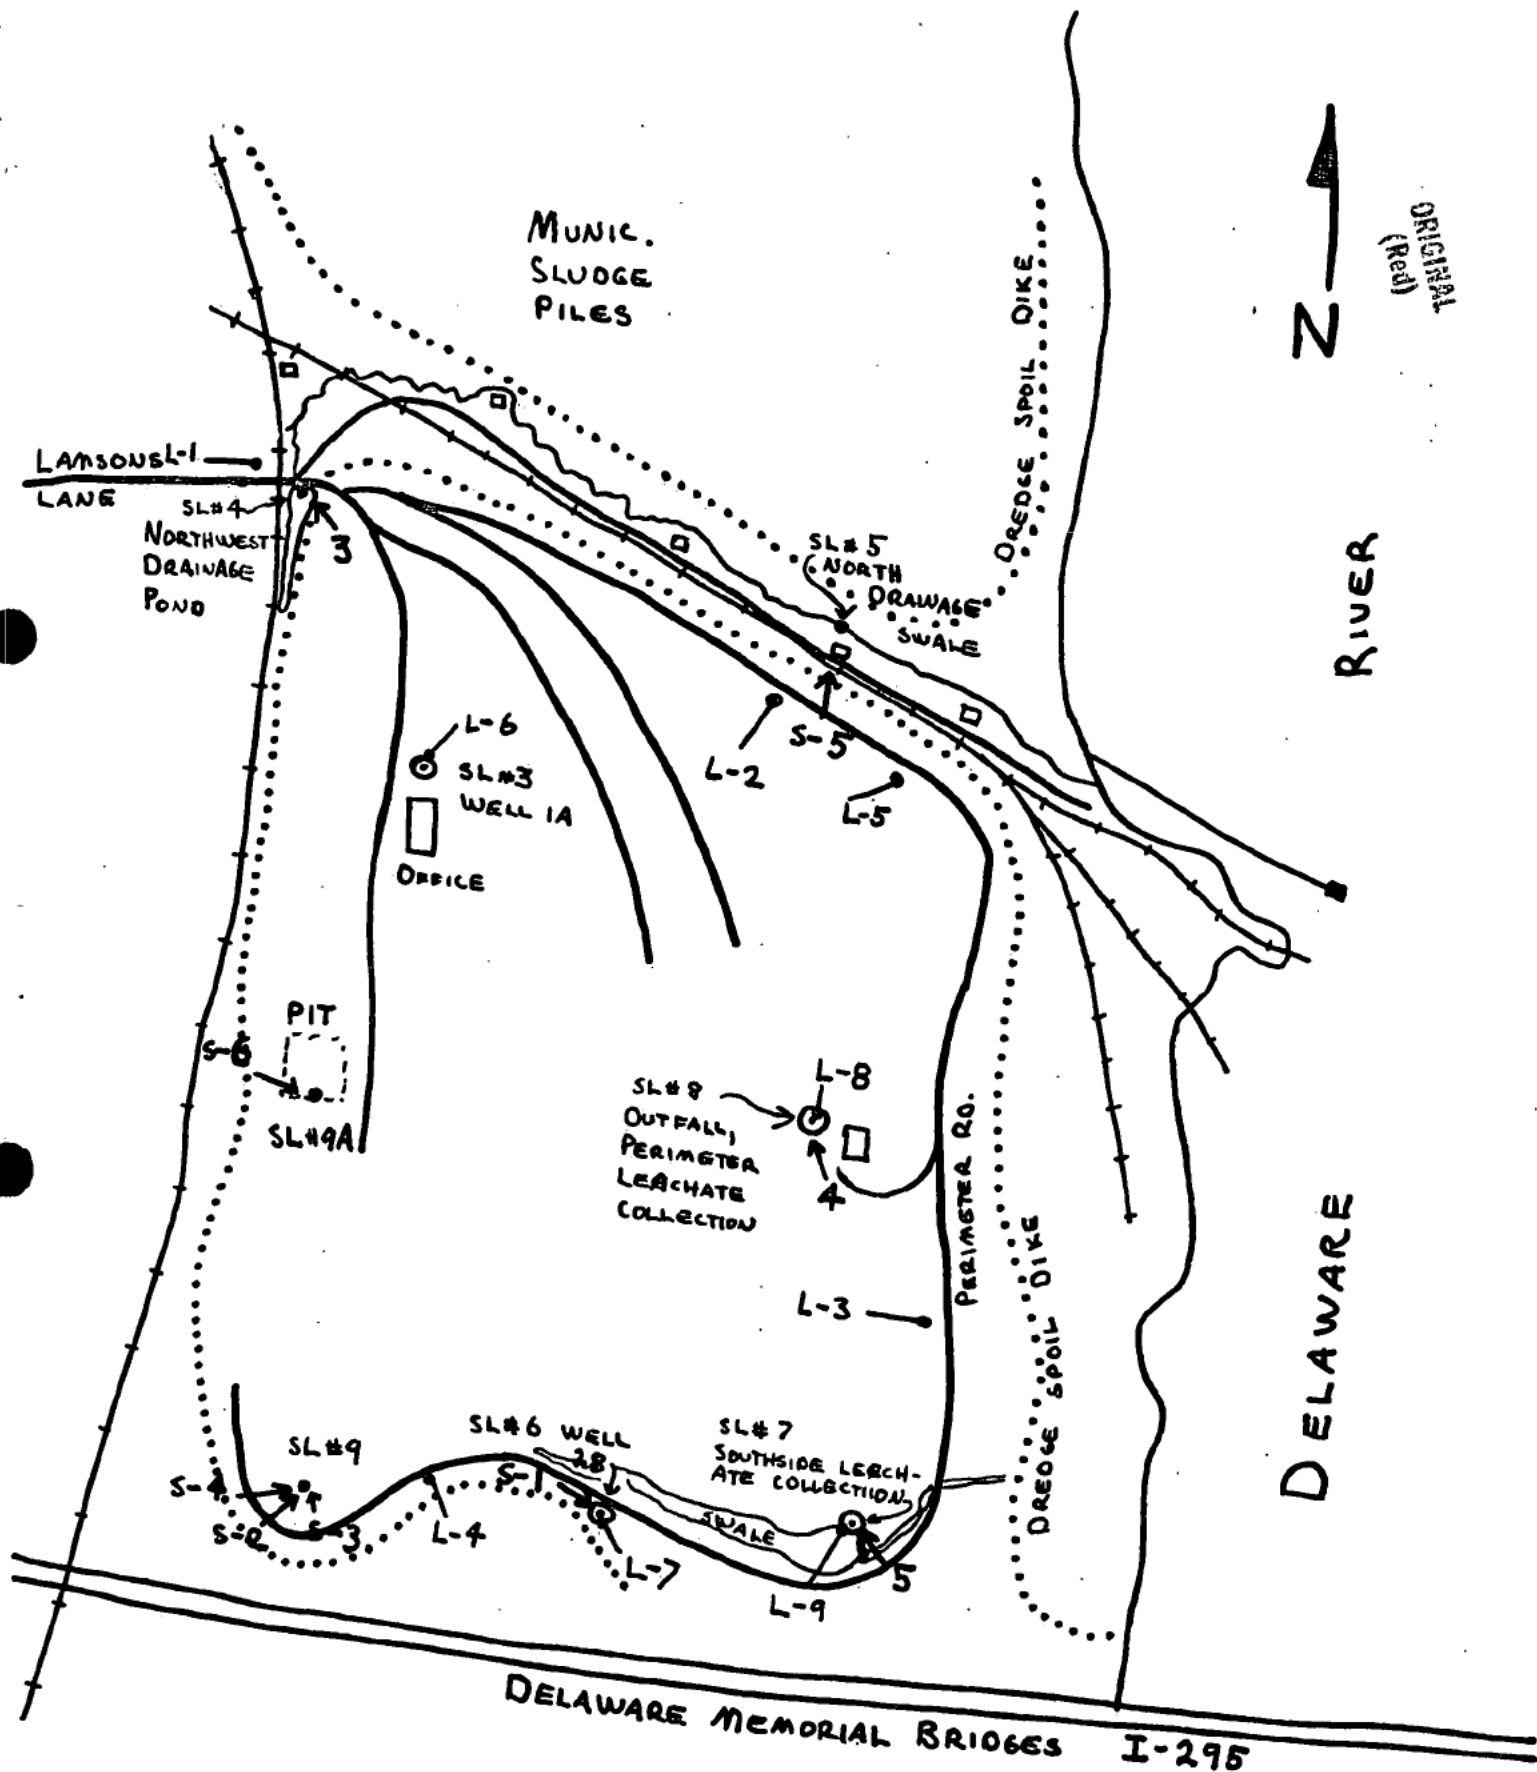 MUNIC.
SLUDGE
PILES
DREDGE SPOIL DIKE
N
ORIGINAL
(Red)
LAMSONS
LANE
L-1
SL#4
NORTHWEST
DRAINAGE
POND
3
SL#5
NORTH
DRAINAGE
SWALE
RIVER
L-6
SL#3
WELL 1A
OFFICE
L-2
S-5
L-5
PIT
S-6
SL#9A
SL#8
OUTFALL,
PERIMETER
LEACHATE
COLLECTION
L-8
4
PERIMETER RD.
L-3
DREDGE SPOIL DIKE
DELAWARE
SL#9
S-4
S-2
S-3
L-4
SL#6 WELL
2B
S-1
L-7
SWALE
SL#7
SOUTHSIDE LEECH-
ATE COLLECTION
5
L-9
DELAWARE MEMORIAL BRIDGES I-295